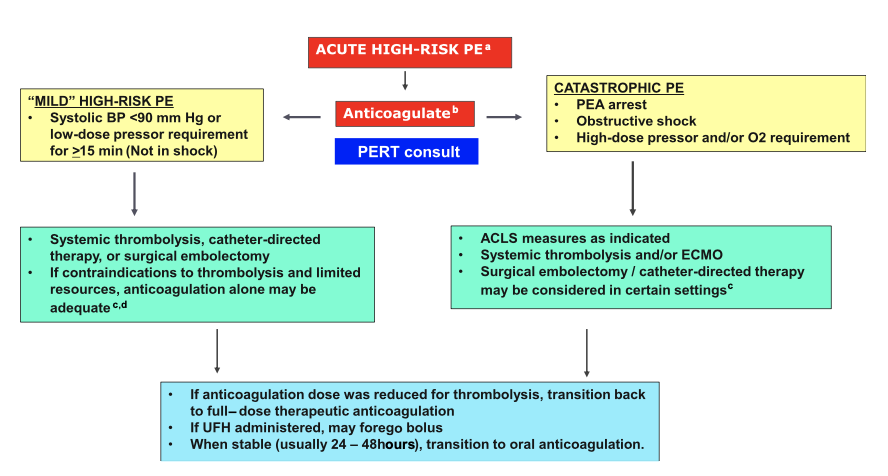 ACUTE HIGH-RISK PEᵃ
Anticoagulateᵇ
PERT consult
“MILD” HIGH-RISK PE
• Systolic BP <90 mm Hg or
low-dose pressor requirement
for ≥15 min (Not in shock)
CATASTROPHIC PE
• PEA arrest
• Obstructive shock
• High-dose pressor and/or O2 requirement
• Systemic thrombolysis, catheter-directed
therapy, or surgical embolectomy
• If contraindications to thrombolysis and limited
resources, anticoagulation alone may be
adequateᶜ,ᵈ
• ACLS measures as indicated
• Systemic thrombolysis and/or ECMO
• Surgical embolectomy / catheter-directed therapy
may be considered in certain settingsᶜ
• If anticoagulation dose was reduced for thrombolysis, transition back
to full–dose therapeutic anticoagulation
• If UFH administered, may forego bolus
• When stable (usually 24 – 48hours), transition to oral anticoagulation.